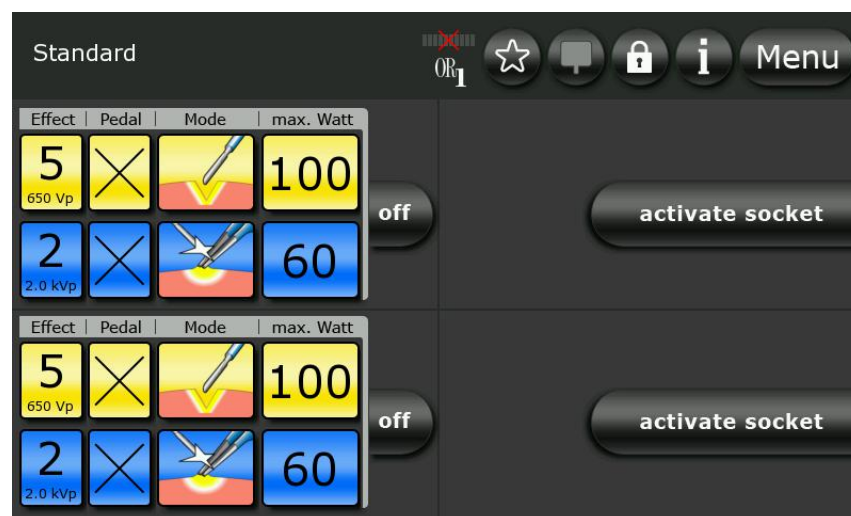 Standard
OR1
i
Menu
Effect | Pedal | Mode | max. Watt
5
650 Vp
100
2
2.0 kVp
60
off
activate socket
Effect | Pedal | Mode | max. Watt
5
650 Vp
100
2
2.0 kVp
60
off
activate socket